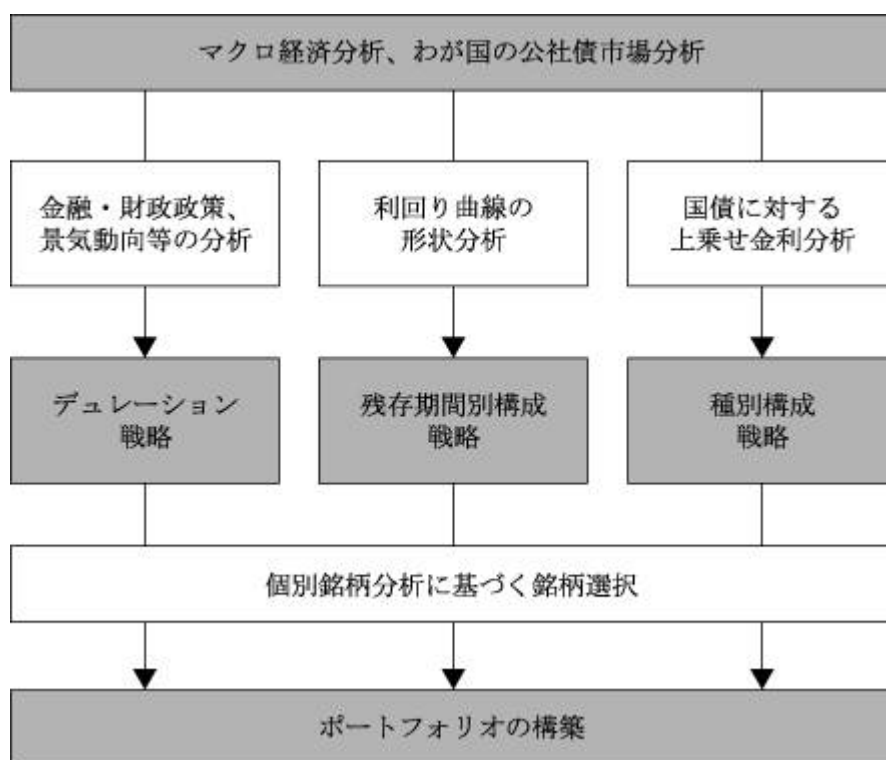 マクロ経済分析、わが国の公社債市場分析
金融・財政政策、
景気動向等の分析
利回り曲線の
形状分析
国債に対する
上乗せ金利分析
デュレーション
戦略
残存期間別構成
戦略
種別構成
戦略
個別銘柄分析に基づく銘柄選択
ポートフォリオの構築